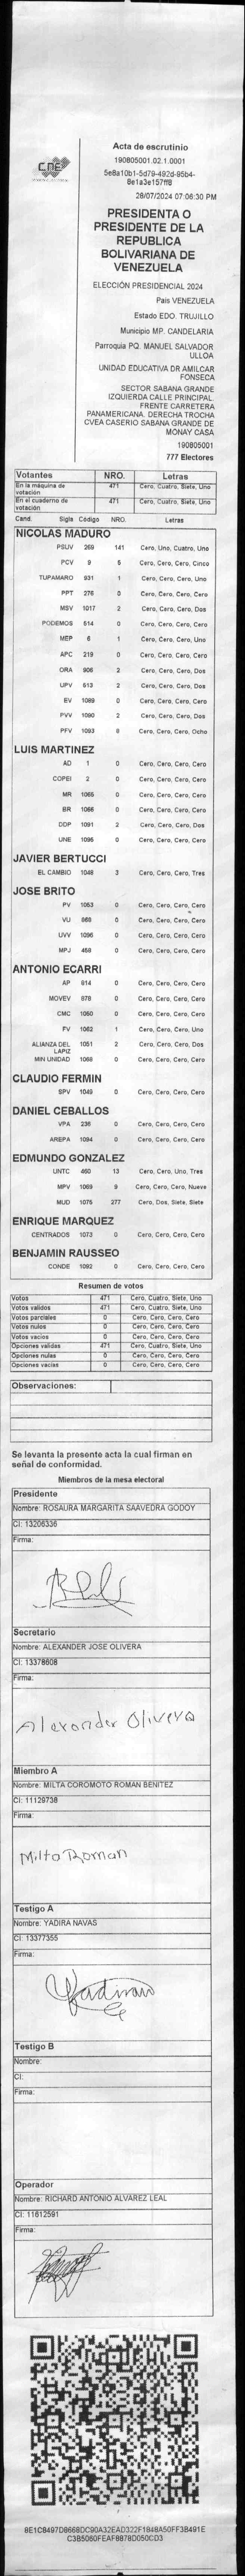 CNE
Acta de escrutinio
190805001.02.1.0001
5e8a10b1-5d79-492d-95b4-
8e1a3e157ff8
28/07/2024 07:06:30 PM
PRESIDENTA O
PRESIDENTE DE LA
REPUBLICA
BOLIVARIANA DE
VENEZUELA
ELECCIÓN PRESIDENCIAL 2024
Pais VENEZUELA
Estado EDO. TRUJILLO
Municipio MP. CANDELARIA
Parroquia PQ. MANUEL SALVADOR
ULLOA
UNIDAD EDUCATIVA DR AMILCAR
FONSECA
SECTOR SABANA GRANDE
IZQUIERDA CALLE PRINCIPAL.
FRENTE CARRETERA
PANAMERICANA. DERECHA TROCHA
CVEA CASERIO SABANA GRANDE DE
MONAY CASA
190805001
777 Electores
Votantes NRO. Letras
En la máquina de votación 471 Cero, Cuatro, Siete, Uno
En el cuaderno de votación 471 Cero, Cuatro, Siete, Uno
Cand. Sigla Código NRO. Letras
NICOLAS MADURO
PSUV 269 141 Cero, Uno, Cuatro, Uno
PCV 9 5 Cero, Cero, Cero, Cinco
TUPAMARO 931 1 Cero, Cero, Cero, Uno
PPT 276 0 Cero, Cero, Cero, Cero
MSV 1017 2 Cero, Cero, Cero, Dos
PODEMOS 514 0 Cero, Cero, Cero, Cero
MEP 6 1 Cero, Cero, Cero, Uno
APC 219 0 Cero, Cero, Cero, Cero
ORA 906 2 Cero, Cero, Cero, Dos
UPV 513 2 Cero, Cero, Cero, Dos
EV 1089 0 Cero, Cero, Cero, Cero
PVV 1090 2 Cero, Cero, Cero, Dos
PFV 1093 8 Cero, Cero, Cero, Ocho
LUIS MARTINEZ
AD 1 0 Cero, Cero, Cero, Cero
COPEI 2 0 Cero, Cero, Cero, Cero
MR 1065 0 Cero, Cero, Cero, Cero
BR 1066 0 Cero, Cero, Cero, Cero
DDP 1091 2 Cero, Cero, Cero, Dos
UNE 1095 0 Cero, Cero, Cero, Cero
JAVIER BERTUCCI
EL CAMBIO 1048 3 Cero, Cero, Cero, Tres
JOSE BRITO
PV 1053 0 Cero, Cero, Cero, Cero
VU 868 0 Cero, Cero, Cero, Cero
UVV 1096 0 Cero, Cero, Cero, Cero
MPJ 458 0 Cero, Cero, Cero, Cero
ANTONIO ECARRI
AP 814 0 Cero, Cero, Cero, Cero
MOVEV 878 0 Cero, Cero, Cero, Cero
CMC 1050 0 Cero, Cero, Cero, Cero
FV 1062 1 Cero, Cero, Cero, Uno
ALIANZA DEL LAPIZ 1051 2 Cero, Cero, Cero, Dos
MIN UNIDAD 1068 0 Cero, Cero, Cero, Cero
CLAUDIO FERMIN
SPV 1049 0 Cero, Cero, Cero, Cero
DANIEL CEBALLOS
VPA 236 0 Cero, Cero, Cero, Cero
AREPA 1094 0 Cero, Cero, Cero, Cero
EDMUNDO GONZALEZ
UNTC 460 13 Cero, Cero, Uno, Tres
MPV 1069 9 Cero, Cero, Cero, Nueve
MUD 1075 277 Cero, Dos, Siete, Siete
ENRIQUE MARQUEZ
CENTRADOS 1073 0 Cero, Cero, Cero, Cero
BENJAMIN RAUSSEO
CONDE 1092 0 Cero, Cero, Cero, Cero
Resumen de votos
Votos 471 Cero, Cuatro, Siete, Uno
Votos validos 471 Cero, Cuatro, Siete, Uno
Votos parciales 0 Cero, Cero, Cero, Cero
Votos nulos 0 Cero, Cero, Cero, Cero
Votos vacios 0 Cero, Cero, Cero, Cero
Opciones validas 471 Cero, Cuatro, Siete, Uno
Opciones nulas 0 Cero, Cero, Cero, Cero
Opciones vacias 0 Cero, Cero, Cero, Cero
Observaciones:
Se levanta la presente acta la cual firman en
señal de conformidad.
Miembros de la mesa electoral
Presidente
Nombre: ROSAURA MARGARITA SAAVEDRA GODOY
CI: 13206336
Firma:
Secretario
Nombre: ALEXANDER JOSE OLIVERA
CI: 13378608
Firma:
Alexander Olivera
Miembro A
Nombre: MILTA COROMOTO ROMAN BENITEZ
CI: 11129738
Firma:
Milta Roman
Testigo A
Nombre: YADIRA NAVAS
CI: 13377355
Firma:
Testigo B
Nombre:
CI:
Firma:
Operador
Nombre: RICHARD ANTONIO ALVAREZ LEAL
CI: 11612591
Firma:
8E1C8497D8668DC90A32EAD322F1B48A50FF3B491E
C3B5060FEAF8878D050CD3